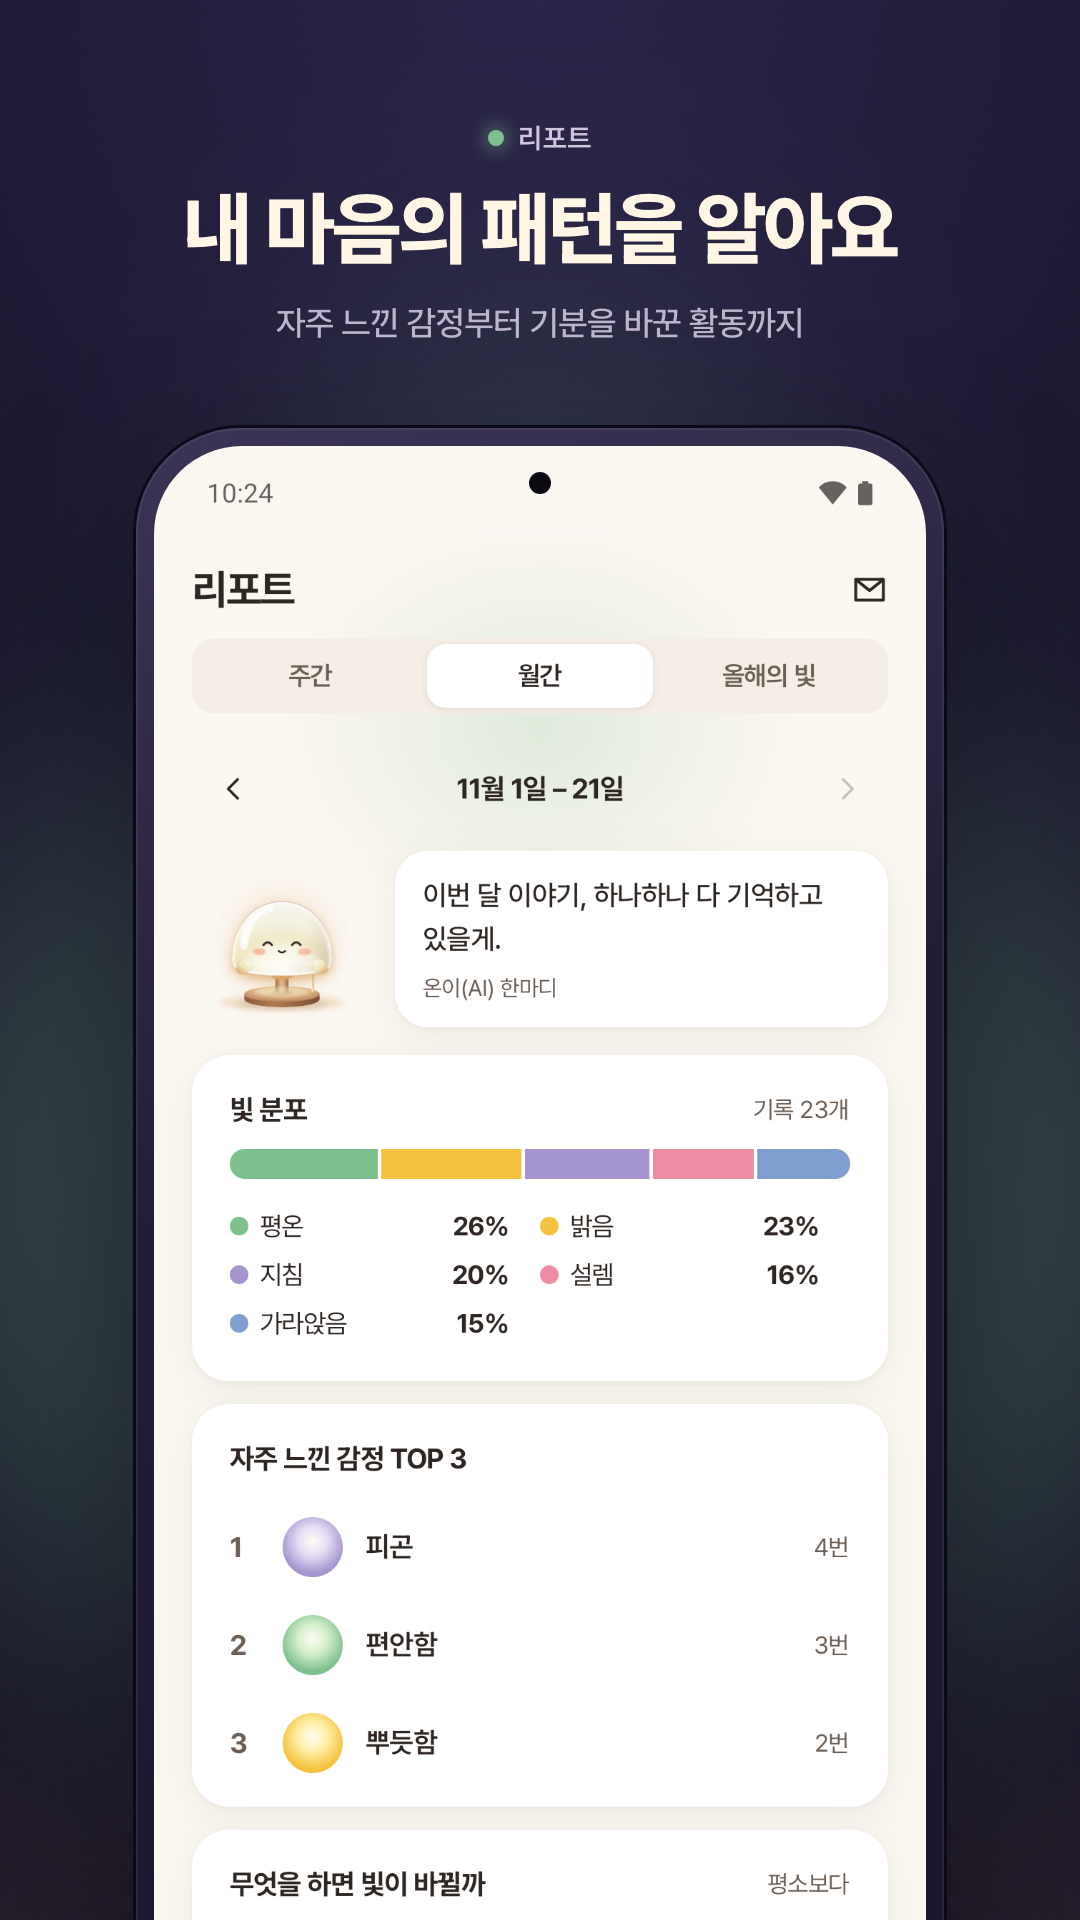 리포트
내 마음의 패턴을 알아요
자주 느낀 감정부터 기분을 바꾼 활동까지
10:24
리포트
주간 월간 올해의 빛
11월 1일 – 21일
이번 달 이야기, 하나하나 다 기억하고
있을게.
온이(AI) 한마디
빛 분포 기록 23개
평온 26% 밝음 23%
지침 20% 설렘 16%
가라앉음 15%
자주 느낀 감정 TOP 3
1 피곤 4번
2 편안함 3번
3 뿌듯함 2번
무엇을 하면 빛이 바뀔까 평소보다